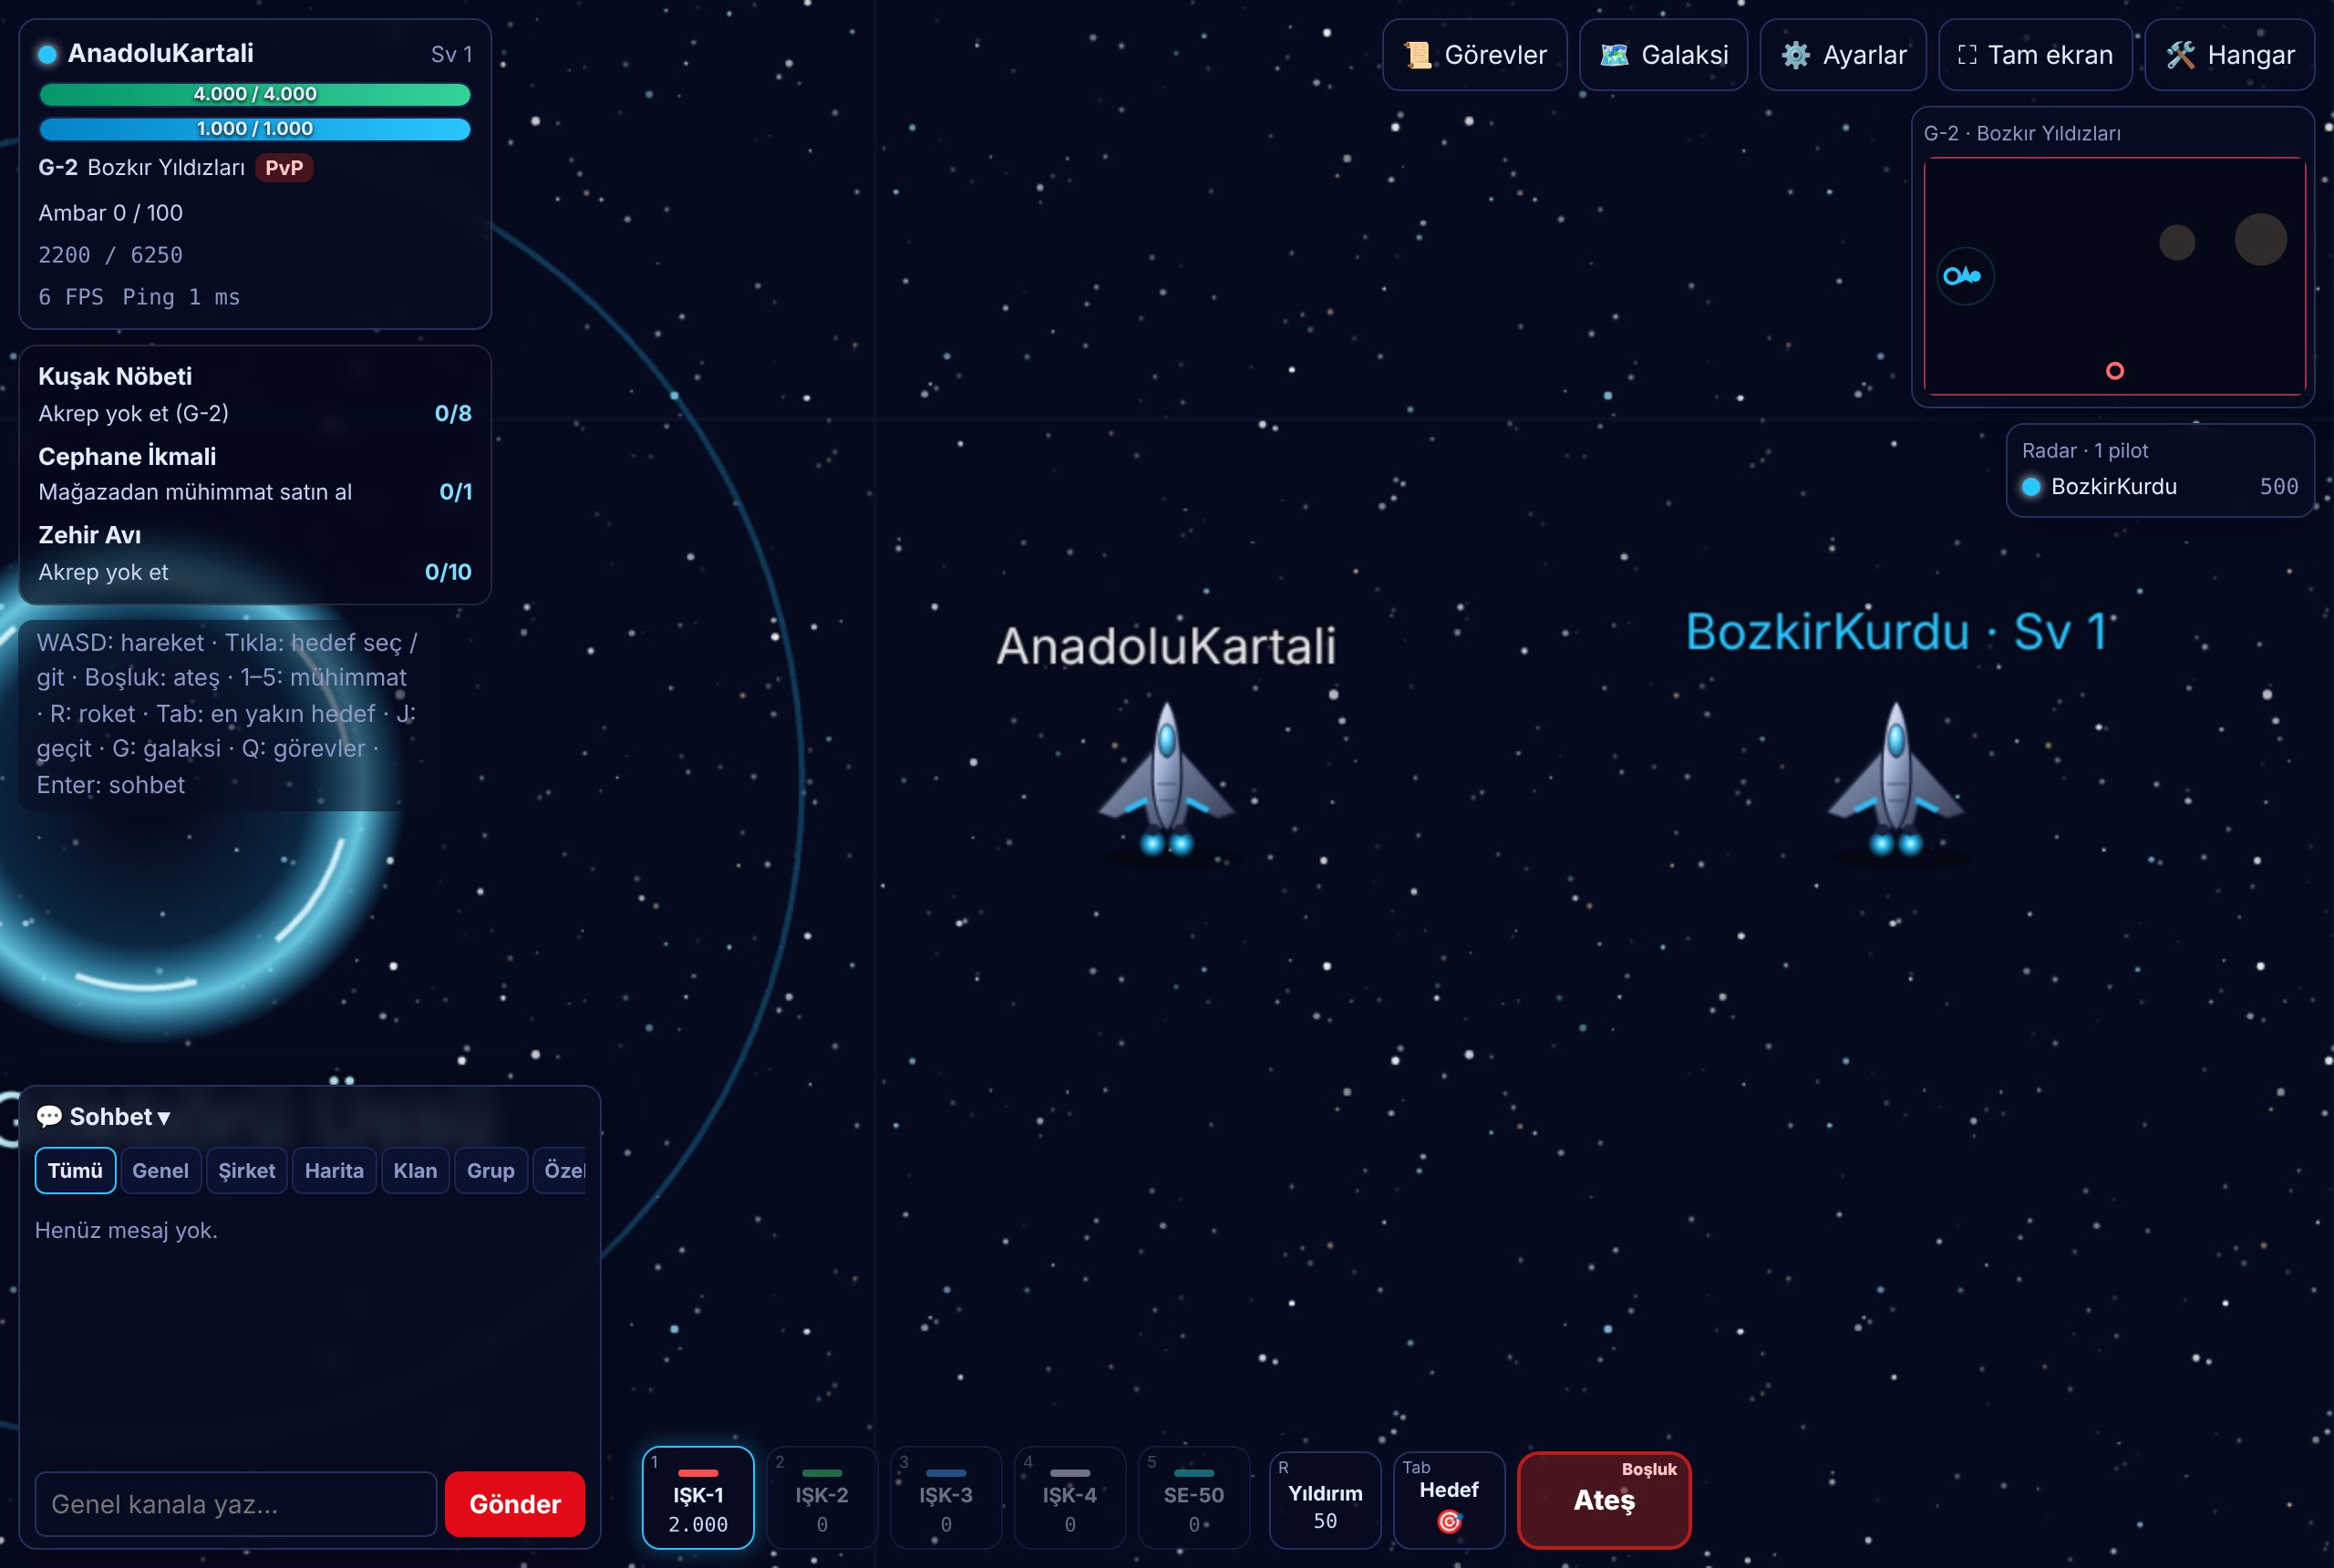 AnadoluKartali Sv 1
4.000 / 4.000
1.000 / 1.000
G-2 Bozkır Yıldızları PvP
Ambar 0 / 100
2200 / 6250
6 FPS Ping 1 ms
Kuşak Nöbeti
Akrep yok et (G-2) 0/8
Cephane İkmali
Mağazadan mühimmat satın al 0/1
Zehir Avı
Akrep yok et 0/10
WASD: hareket · Tıkla: hedef seç /
git · Boşluk: ateş · 1–5: mühimmat
· R: roket · Tab: en yakın hedef · J:
geçit · G: galaksi · Q: görevler ·
Enter: sohbet
Görevler
Galaksi
Ayarlar
Tam ekran
Hangar
G-2 · Bozkır Yıldızları
Radar · 1 pilot
BozkirKurdu 500
AnadoluKartali
BozkirKurdu · Sv 1
Sohbet ▾
Tümü Genel Şirket Harita Klan Grup Özel
Henüz mesaj yok.
Genel kanala yaz...
Gönder
1
IŞK-1
2.000
2
IŞK-2
0
3
IŞK-3
0
4
IŞK-4
0
5
SE-50
0
R
Yıldırım
50
Tab
Hedef
Boşluk
Ateş